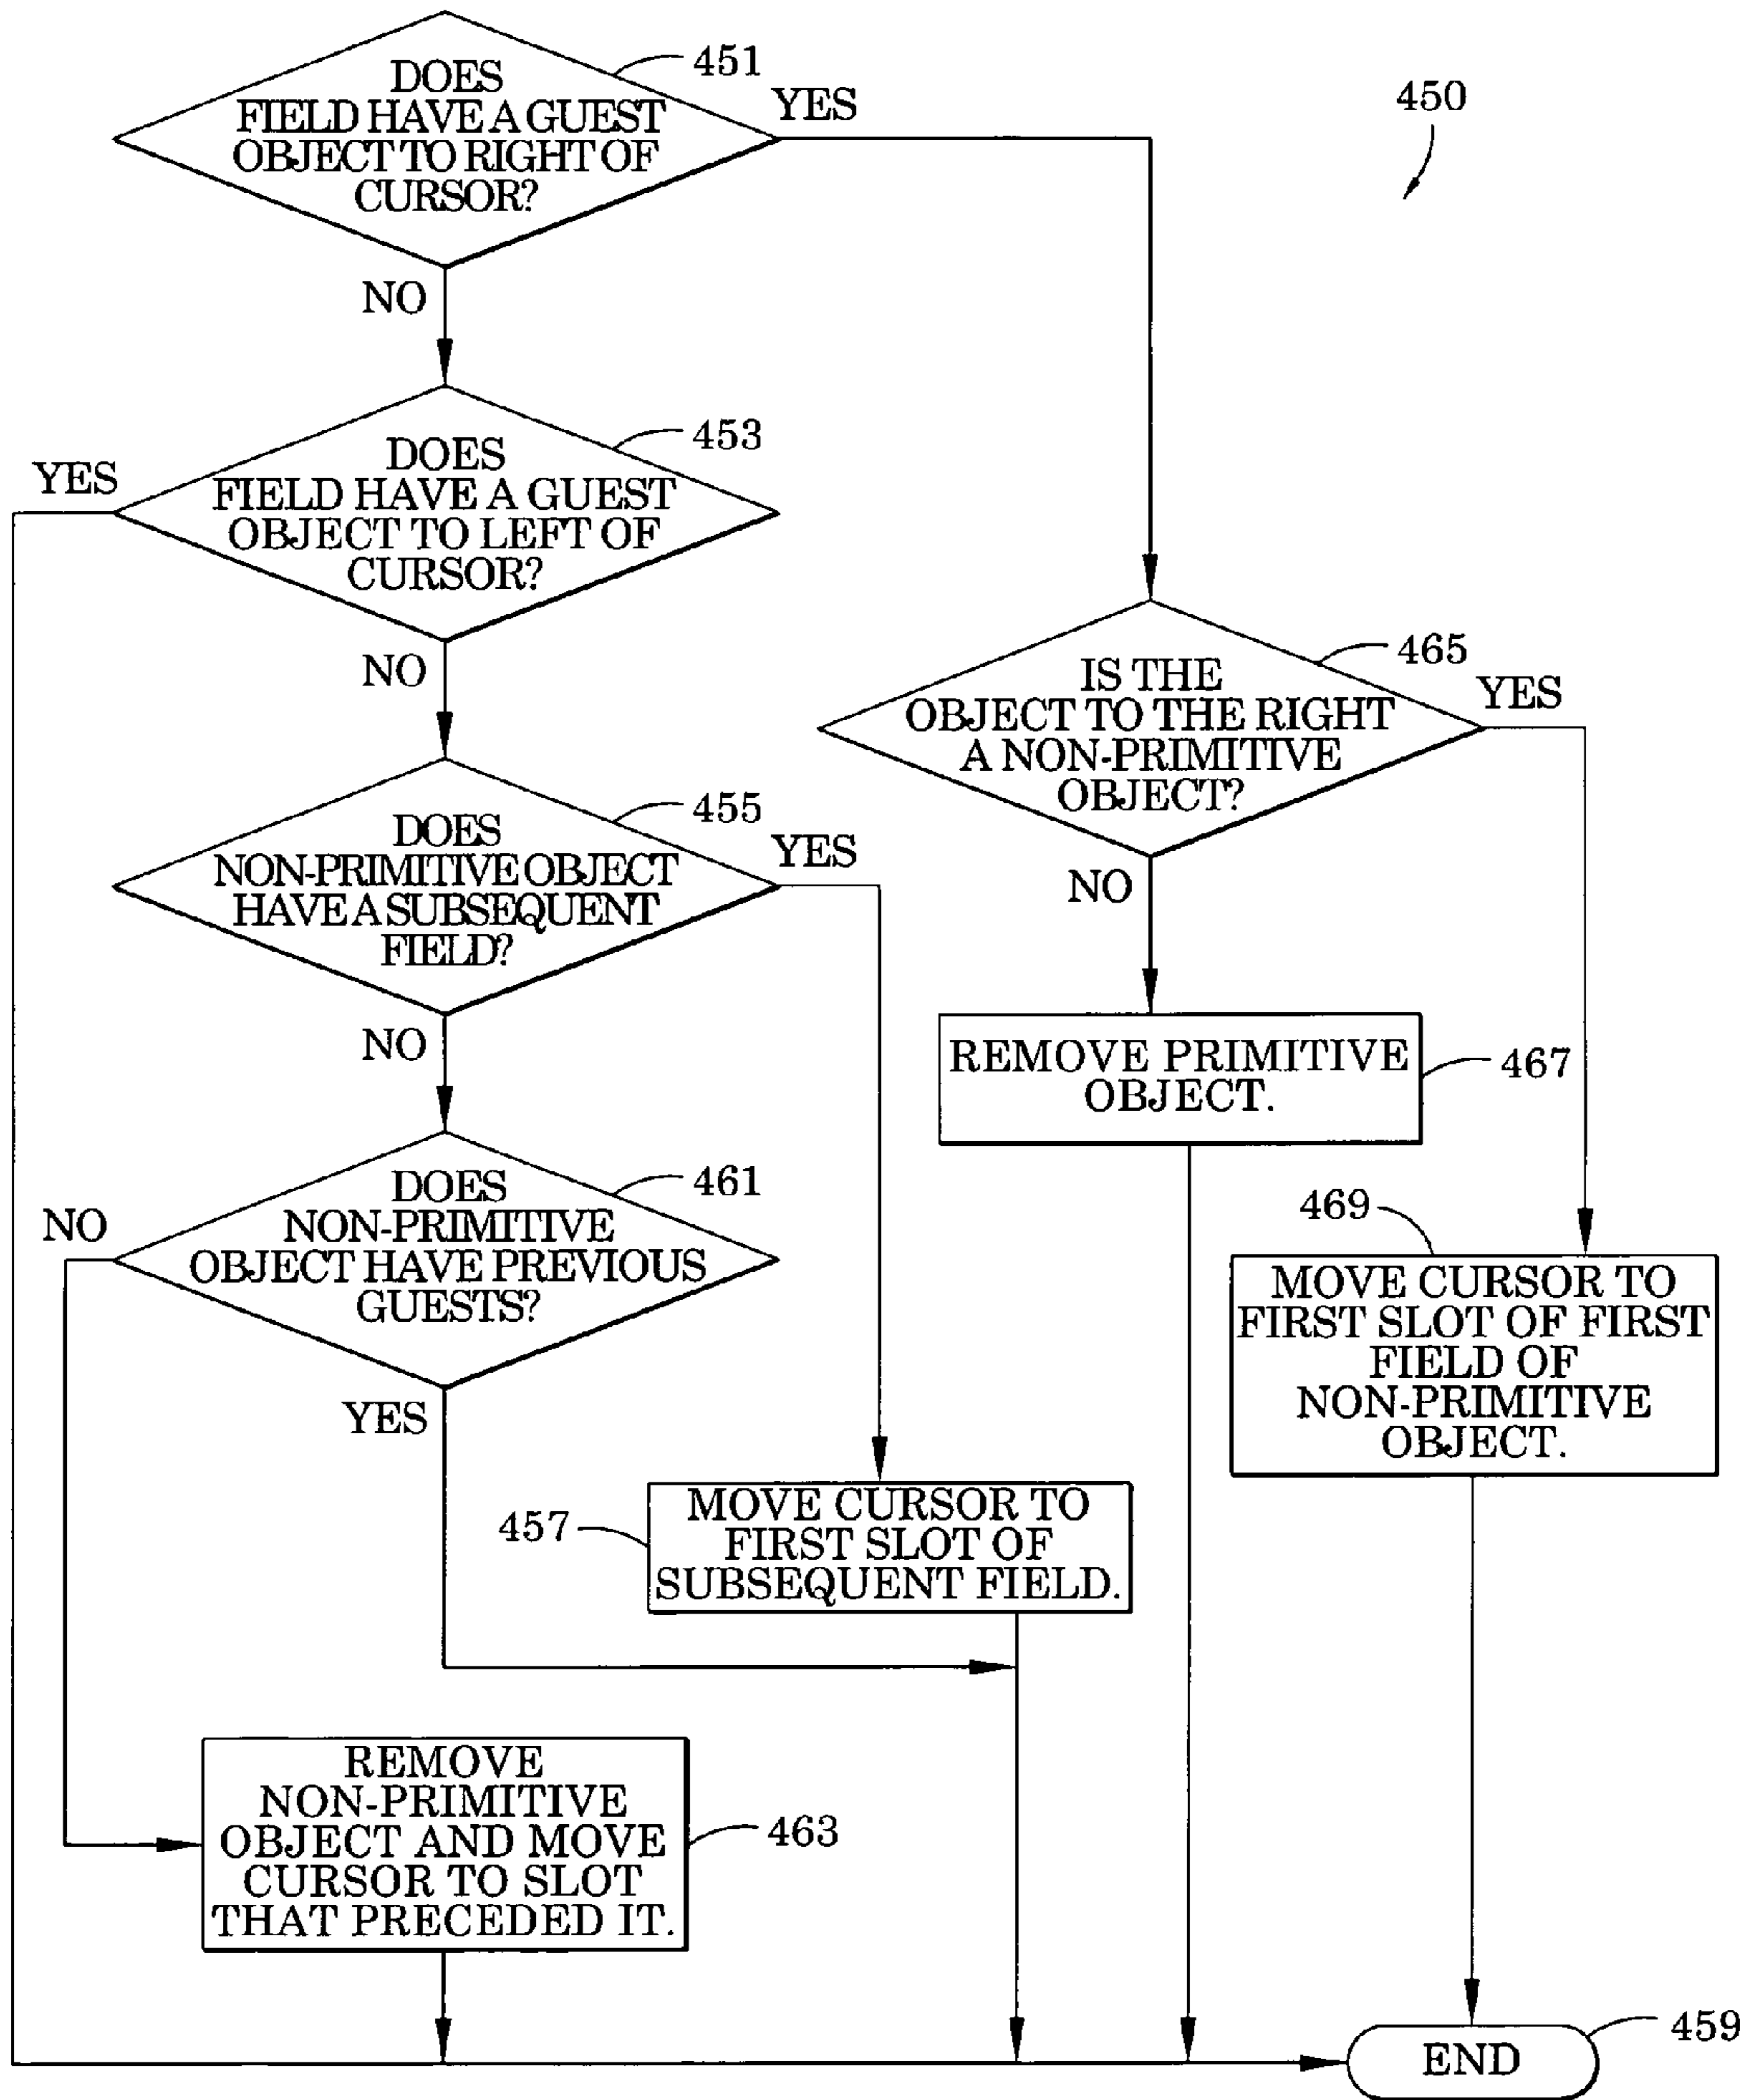 DOES
FIELD HAVE A GUEST
OBJECT TO RIGHT OF
CURSOR?
451
YES
450
NO
DOES
FIELD HAVE A GUEST
OBJECT TO LEFT OF
CURSOR?
453
YES
NO
IS THE
OBJECT TO THE RIGHT
A NON-PRIMITIVE
OBJECT?
465
YES
NO
DOES
NON-PRIMITIVE OBJECT
HAVE A SUBSEQUENT
FIELD?
455
YES
NO
REMOVE PRIMITIVE
OBJECT.
467
DOES
NON-PRIMITIVE
OBJECT HAVE PREVIOUS
GUESTS?
461
NO
YES
469
MOVE CURSOR TO
FIRST SLOT OF FIRST
FIELD OF
NON-PRIMITIVE
OBJECT.
457
MOVE CURSOR TO
FIRST SLOT OF
SUBSEQUENT FIELD.
REMOVE
NON-PRIMITIVE
OBJECT AND MOVE
CURSOR TO SLOT
THAT PRECEDED IT.
463
END
459